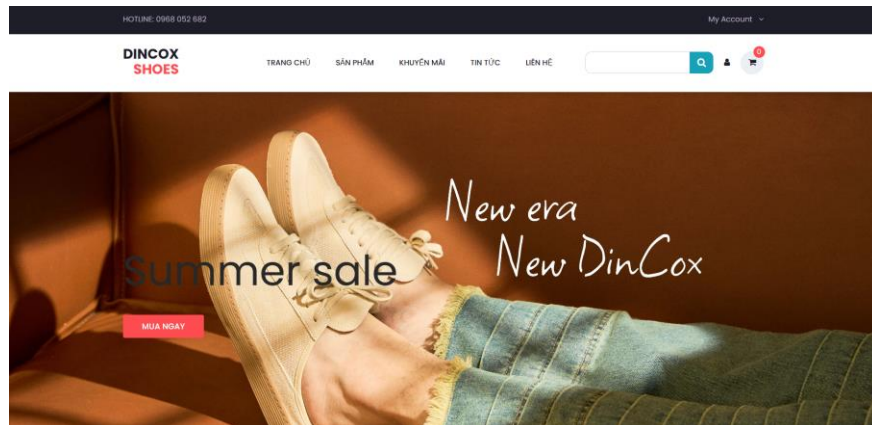 HOTLINE: 0968 052 682
My Account
DINCOX
SHOES
TRANG CHỦ
SẢN PHẨM
KHUYẾN MÃI
TIN TỨC
LIÊN HỆ
0
New era
New DinCox
Summer sale
MUA NGAY